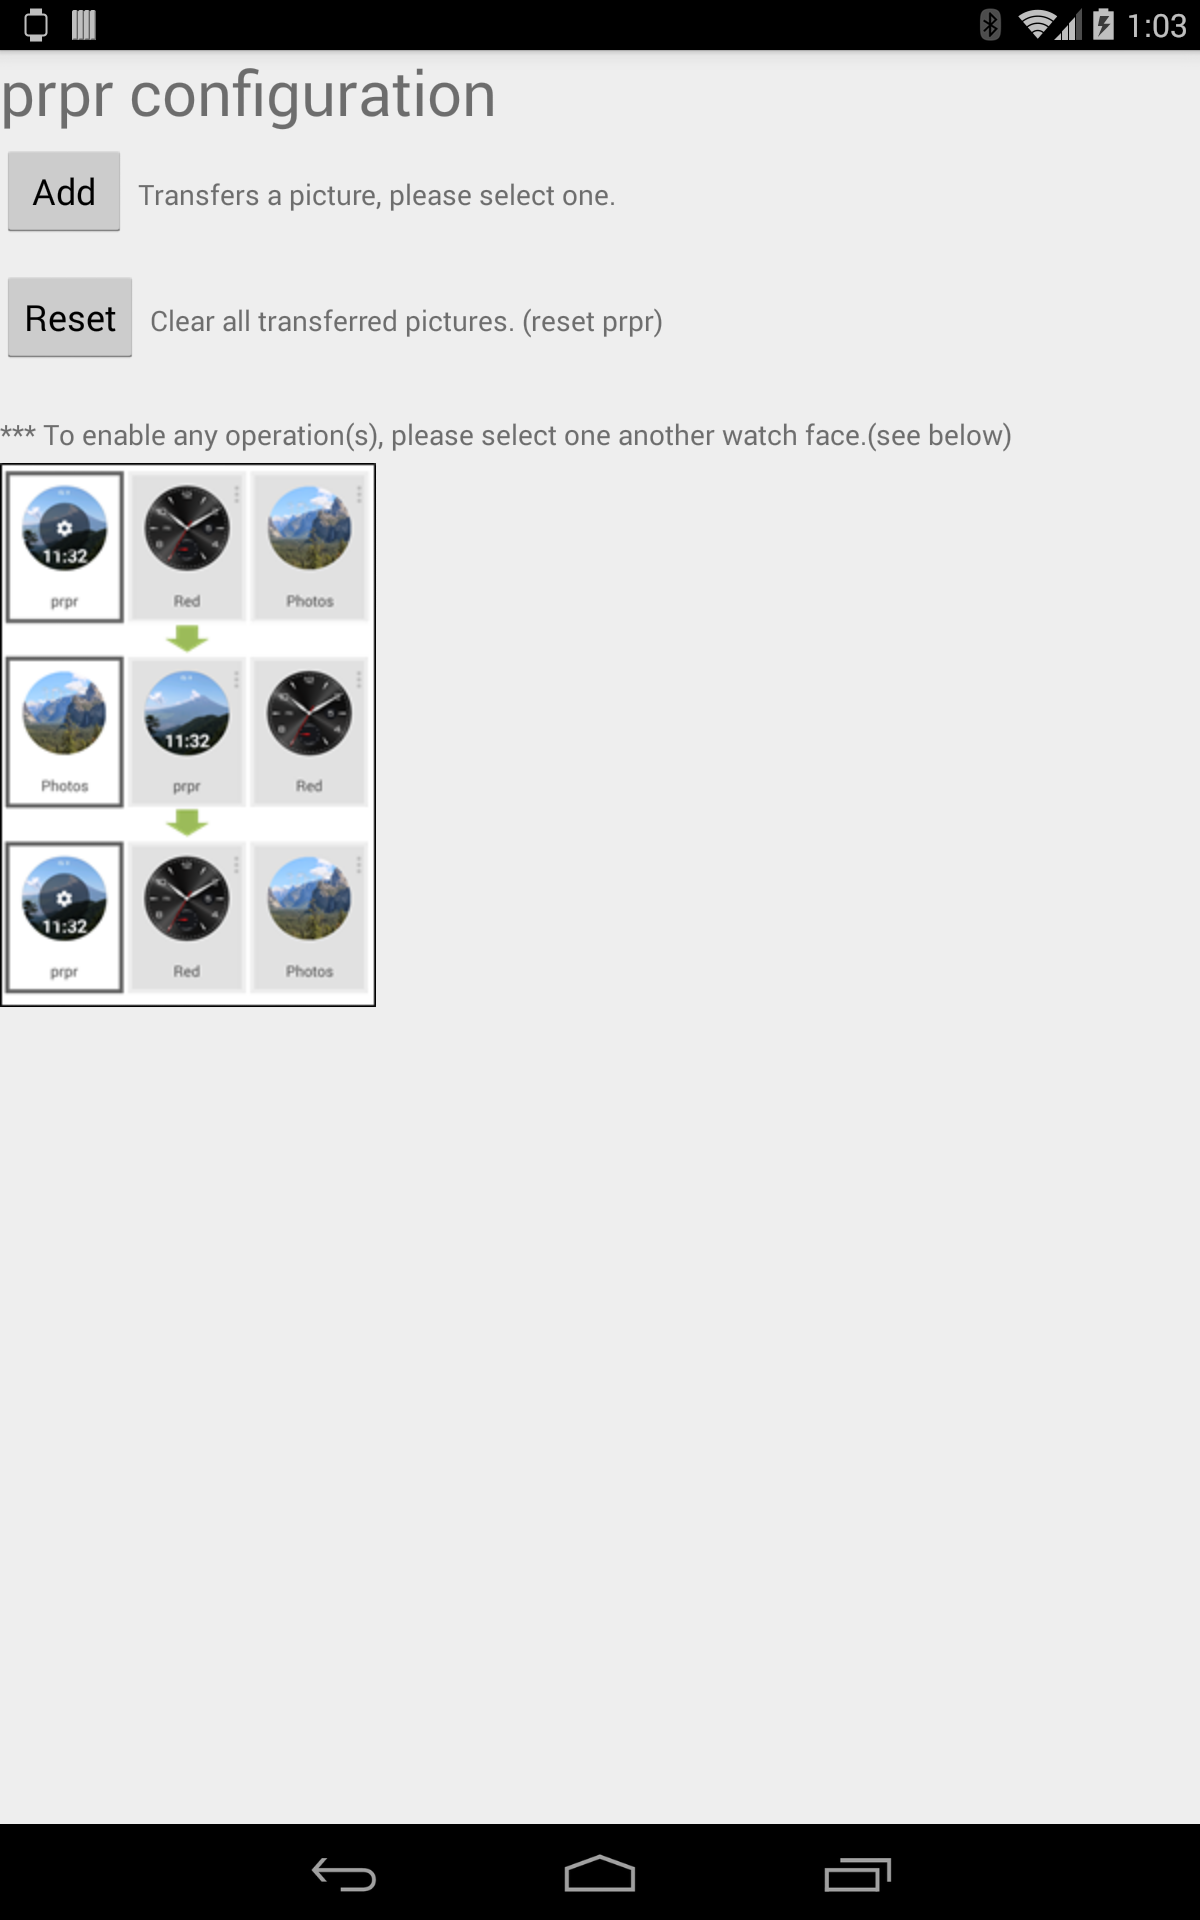 1:03
prpr configuration
Add Transfers a picture, please select one.
Reset Clear all transferred pictures. (reset prpr)
*** To enable any operation(s), please select one another watch face.(see below)
11:32
prpr Red Photos
11:32
Photos prpr Red
11:32
prpr Red Photos